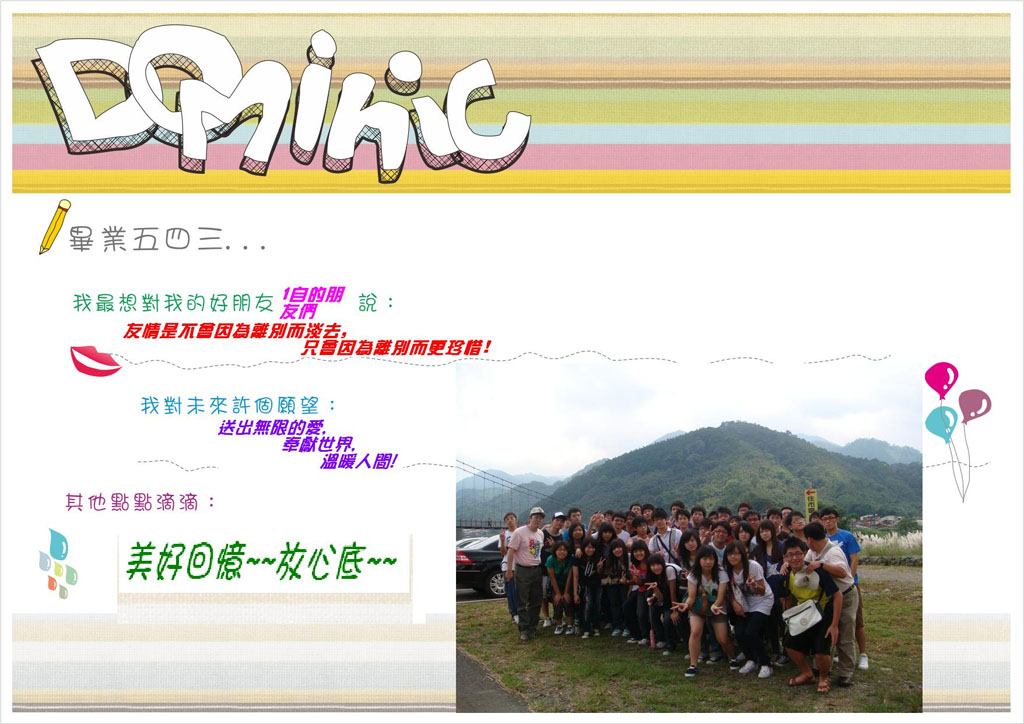 DOMiNiC
畢業五四三...
我最想對我的好朋友 1自的朋友們 說：
友情是不會因為離別而淡去，
只會因為離別而更珍惜！
我對未來許個願望：
送出無限的愛，
奉獻世界，
溫暖人間！
其他點點滴滴：
美好回憶~~放心底~~